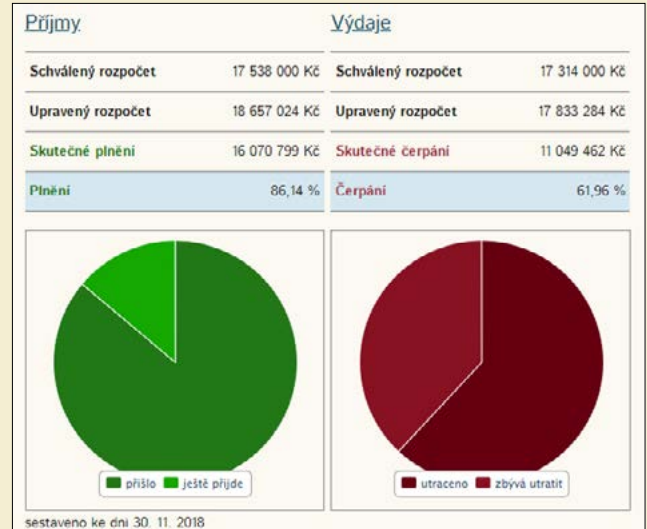 Příjmy Výdaje
Schválený rozpočet 17 538 000 Kč Schválený rozpočet 17 314 000 Kč
Upravený rozpočet 18 657 024 Kč Upravený rozpočet 17 833 284 Kč
Skutečné plnění 16 070 799 Kč Skutečné čerpání 11 049 462 Kč
Plnění 86,14 % Čerpání 61,96 %
přišlo ještě přijde utraceno zbývá utratit
sestaveno ke dni 30. 11. 2018